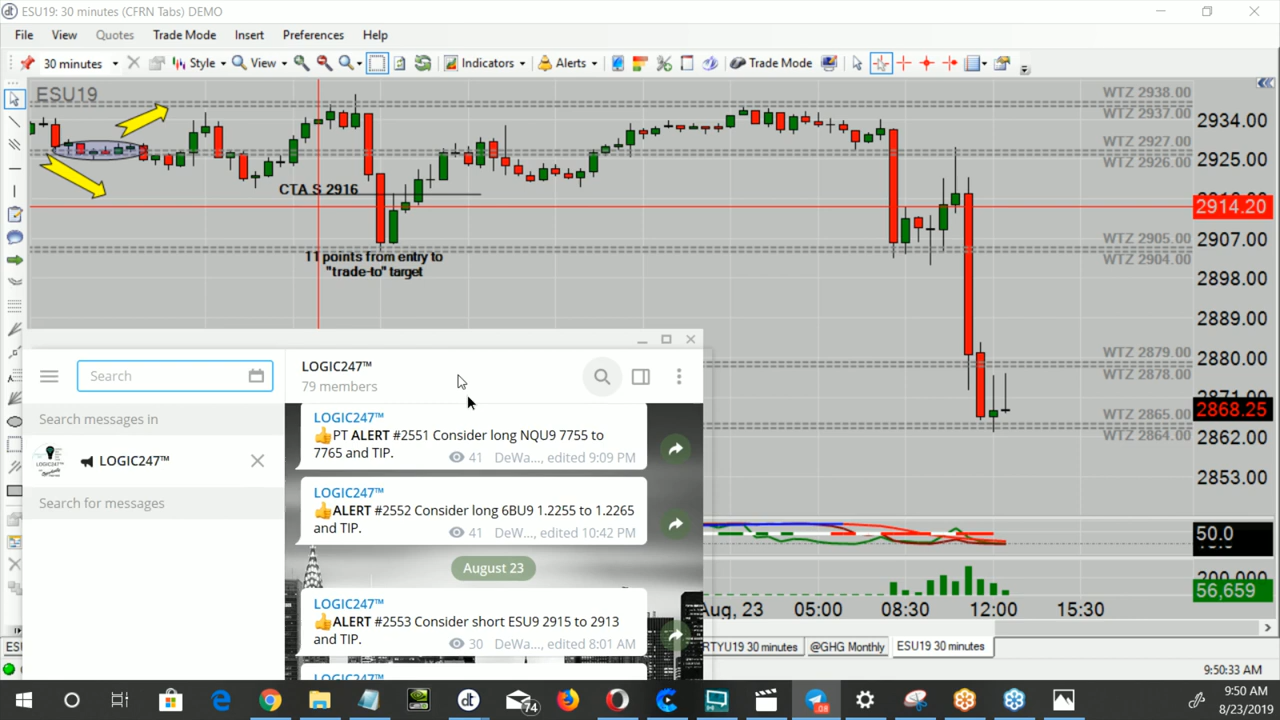 ESU19: 30 minutes (CFRN Tabs) DEMO
File View Quotes Trade Mode Insert Preferences Help
30 minutes Style View Indicators Alerts Trade Mode
ESU19
WTZ 2938.00
WTZ 2937.00
2934.00
WTZ 2927.00
2925.00
WTZ 2926.00
CTA S 2916
2914.20
WTZ 2905.00
2907.00
WTZ 2904.00
11 points from entry to
"trade-to" target
2898.00
2889.00
WTZ 2879.00
2880.00
WTZ 2878.00
2868.25
WTZ 2865.00
WTZ 2864.00
2862.00
2853.00
Search
LOGIC247™
79 members
Search messages in
LOGIC247™
Search for messages
LOGIC247™
👍PT ALERT #2551 Consider long NQU9 7755 to
7765 and TIP. 41 DeWa..., edited 9:09 PM
LOGIC247™
👍ALERT #2552 Consider long 6BU9 1.2255 to 1.2265
and TIP. 41 DeW..., edited 10:42 PM
August 23
LOGIC247™
👍ALERT #2553 Consider short ESU9 2915 to 2913
and TIP. 30 DeWa..., edited 8:01 AM
50.0
56,659
Aug, 23 05:00 08:30 12:00 15:30
RTYU19 30 minutes @GHG Monthly ESU19 30 minutes
9:50:33 AM
74
08
9:50 AM
8/23/2019